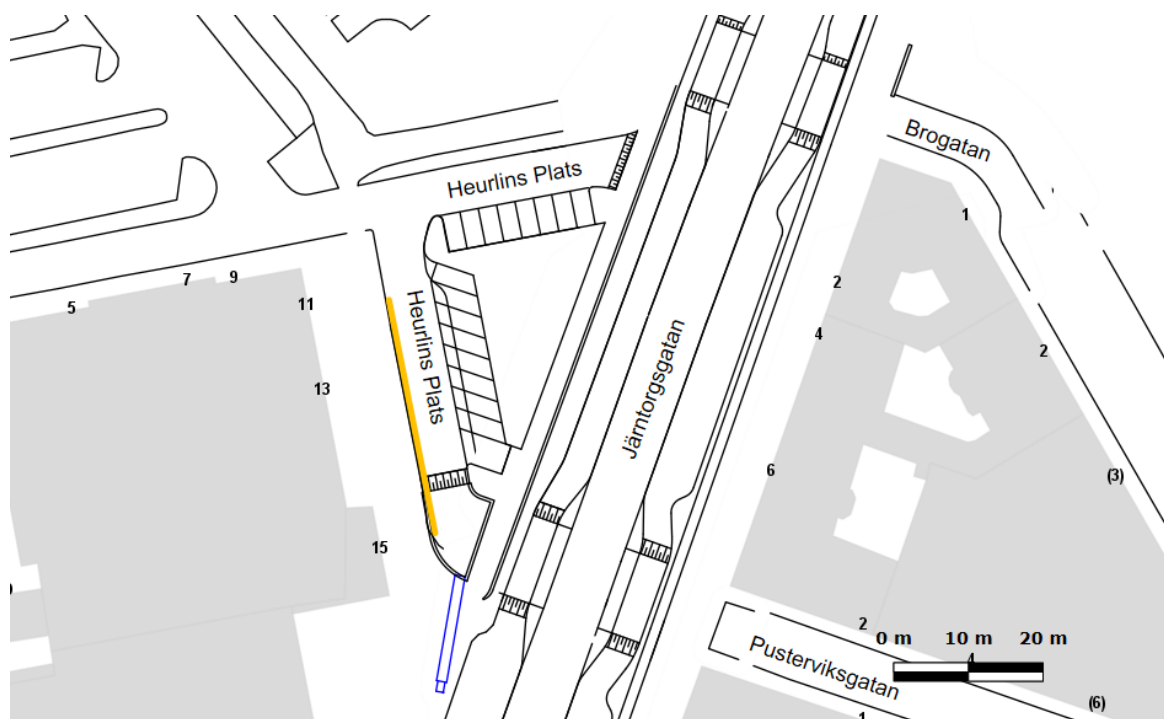 Brogatan
Heurlins Plats
1
9
7
2
5
11
Heurlins Plats
4
2
Järntorgsgatan
13
6
(3)
15
2
0 m 10 m 20 m
4
Pusterviksgatan
(6)
1